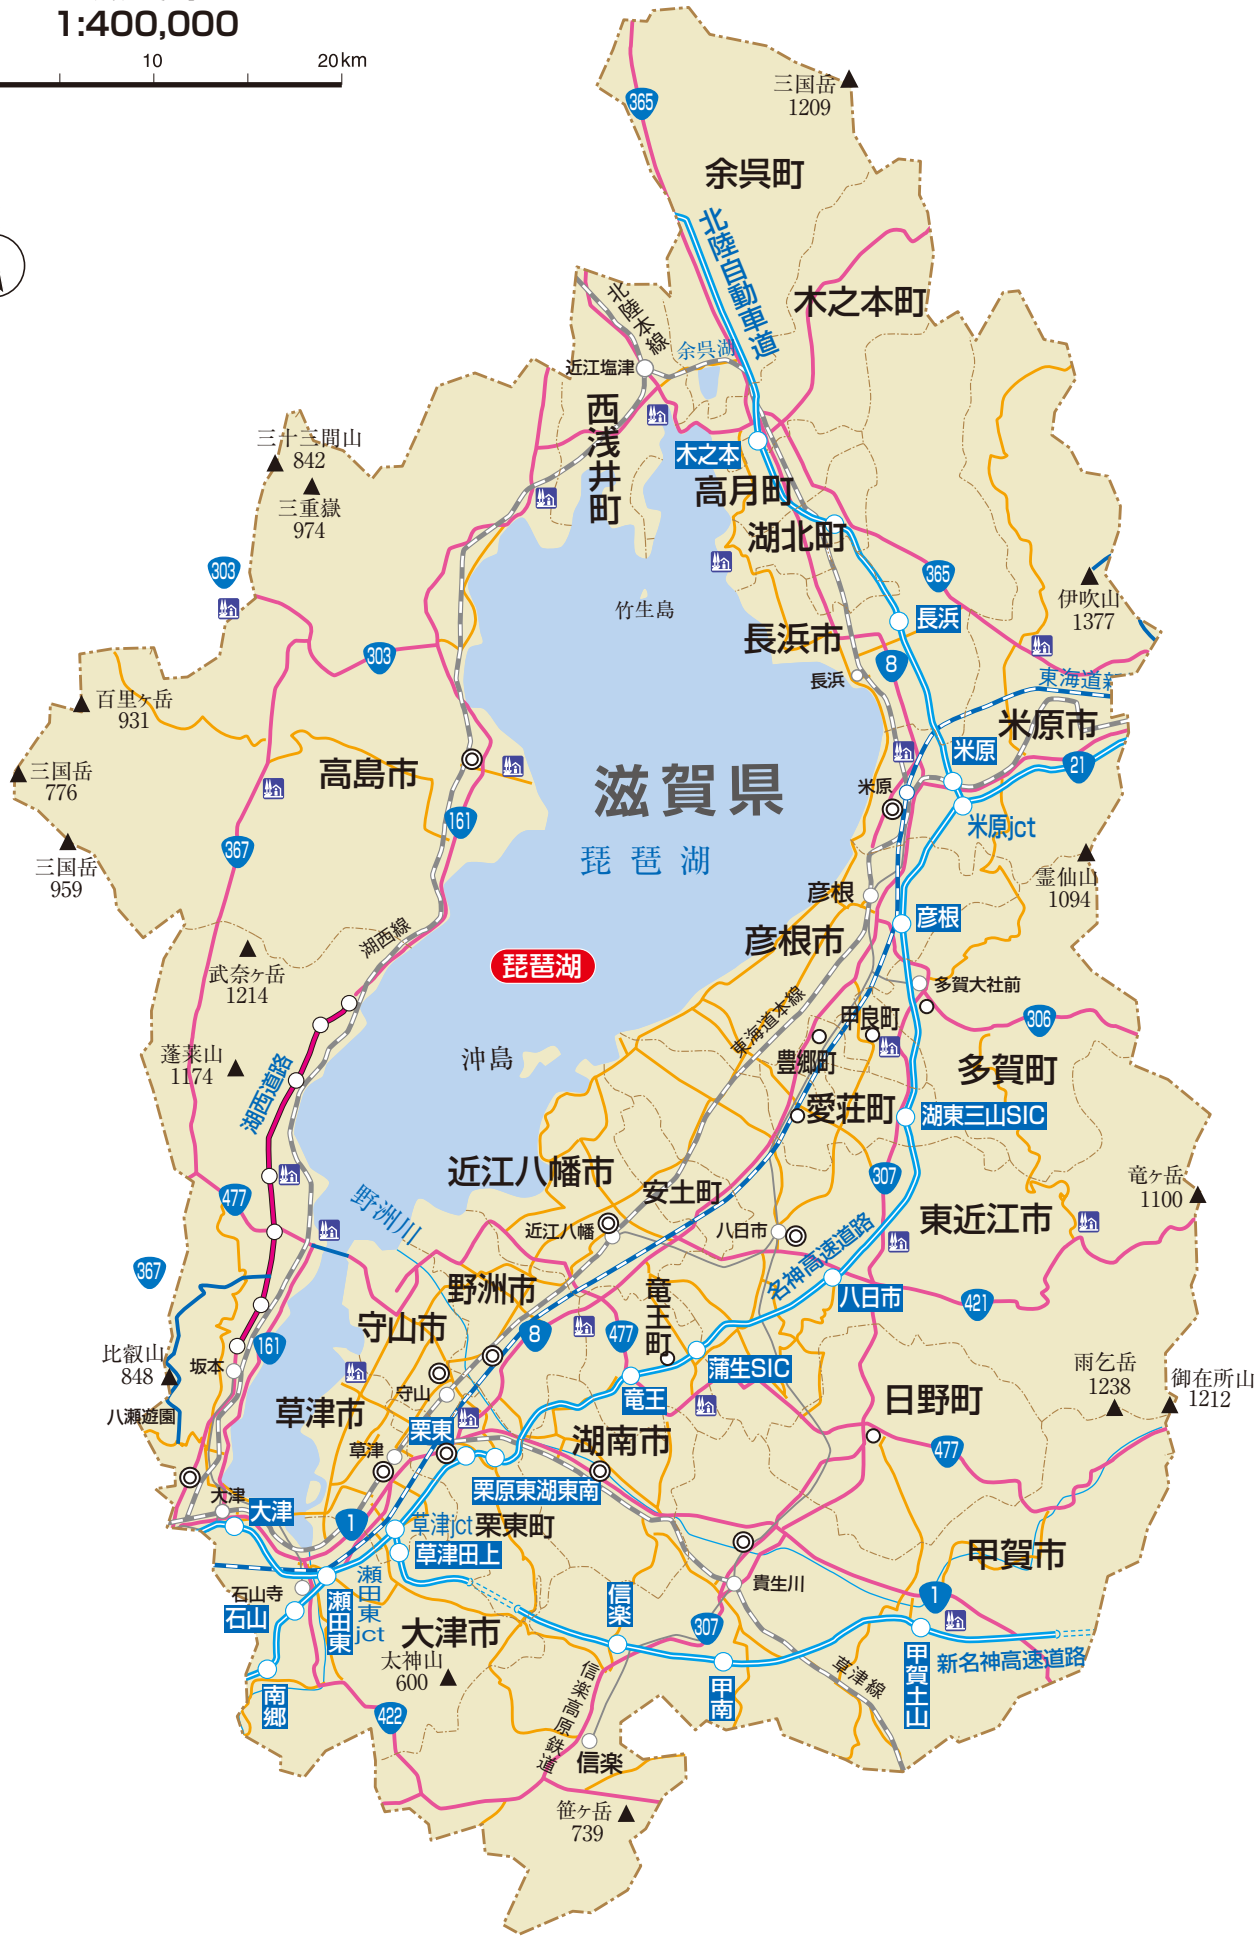 1:400,000
10
20km
三国岳
1209
365
余呉町
北陸自動車道
木之本町
北陸本線
余呉湖
近江塩津
西浅井町
木之本
三十三間山
842
三重嶽
974
高月町
湖北町
303
365
伊吹山
1377
竹生島
長浜
長浜市
303
8
長浜
東海道新
百里ヶ岳
931
米原市
米原
21
三国岳
776
高島市
滋賀県
米原
161
米原jct
琵琶湖
367
三国岳
959
霊仙山
1094
彦根
彦根
彦根市
湖西線
武奈ヶ岳
1214
琵琶湖
多賀大社前
東海道本線
甲良町
306
蓬莱山
1174
沖島
豊郷町
多賀町
湖西道路
愛荘町
湖東三山SIC
近江八幡市
307
竜ヶ岳
1100
477
安土町
野洲川
東近江市
近江八幡
八日市
名神高速道路
367
野洲市
竜王町
八日市
421
守山市
8
477
161
比叡山
848
坂本
蒲生SIC
雨乞岳
1238
御在所山
1212
守山
竜王
日野町
八瀬遊園
草津市
栗東
湖南市
477
草津
栗原東湖東南
大津
大津
1
草津jct
栗東町
甲賀市
草津田上
瀬田東jct
石山寺
貴生川
石山
瀬田東
信楽
1
大津市
307
太神山
600
甲賀土山
新名神高速道路
信楽高原鉄道
草津線
南郷
422
甲南
信楽
笹ヶ岳
739